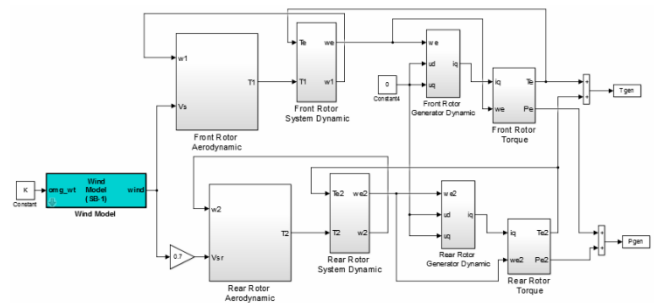 w1
Vs
T1
Front Rotor
Aerodynamic
Te
T1
we
w1
Front Rotor
System Dynamic
we
ud
uq
iq
Front Rotor
Generator Dynamic
0
Constant4
iq
we
Te
Pe
Front Rotor
Torque
Tgen
K
Constant
omg_wt
Wind
Model
(SB-1)
wind
Wind Model
0.7
w2
Vsr
T2
Rear Rotor
Aerodynamic
Te2
T2
we2
w2
Rear Rotor
System Dynamic
we2
ud
uq
iq
Rear Rotor
Generator Dynamic
iq
we2
Te2
Pe2
Rear Rotor
Torque
Pgen